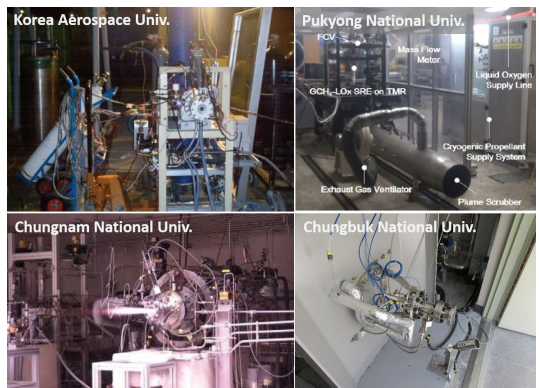 Korea Aerospace Univ.
Pukyong National Univ.
FCV
Mass Flow
Meter
Liquid Oxygen
Supply Line
GCH₄-LOx SRE on TMR
Cryogenic Propellant
Supply System
Exhaust Gas Ventilator
Plume Scrubber
Chungnam National Univ.
Chungbuk National Univ.